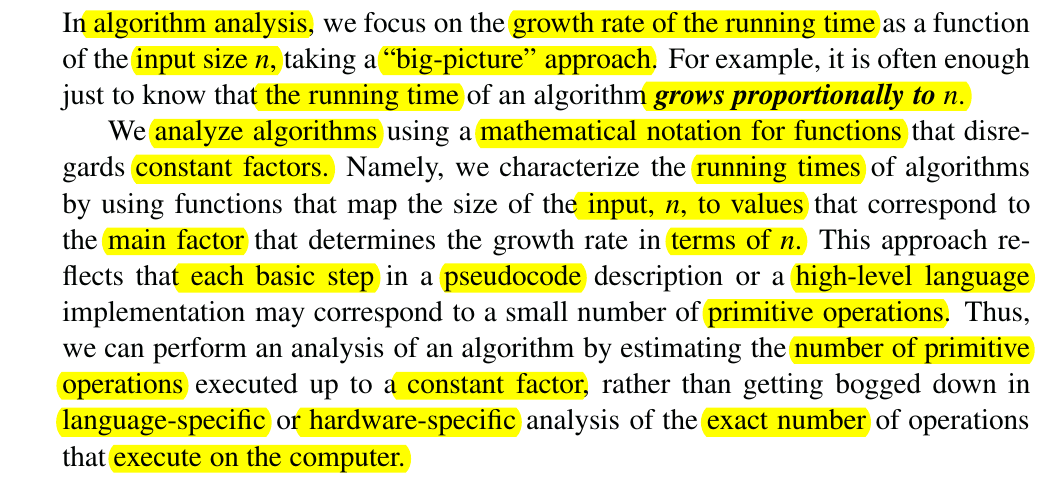 In algorithm analysis, we focus on the growth rate of the running time as a function
of the input size n, taking a “big-picture” approach. For example, it is often enough
just to know that the running time of an algorithm grows proportionally to n.
We analyze algorithms using a mathematical notation for functions that disre-
gards constant factors. Namely, we characterize the running times of algorithms
by using functions that map the size of the input, n, to values that correspond to
the main factor that determines the growth rate in terms of n. This approach re-
flects that each basic step in a pseudocode description or a high-level language
implementation may correspond to a small number of primitive operations. Thus,
we can perform an analysis of an algorithm by estimating the number of primitive
operations executed up to a constant factor, rather than getting bogged down in
language-specific or hardware-specific analysis of the exact number of operations
that execute on the computer.